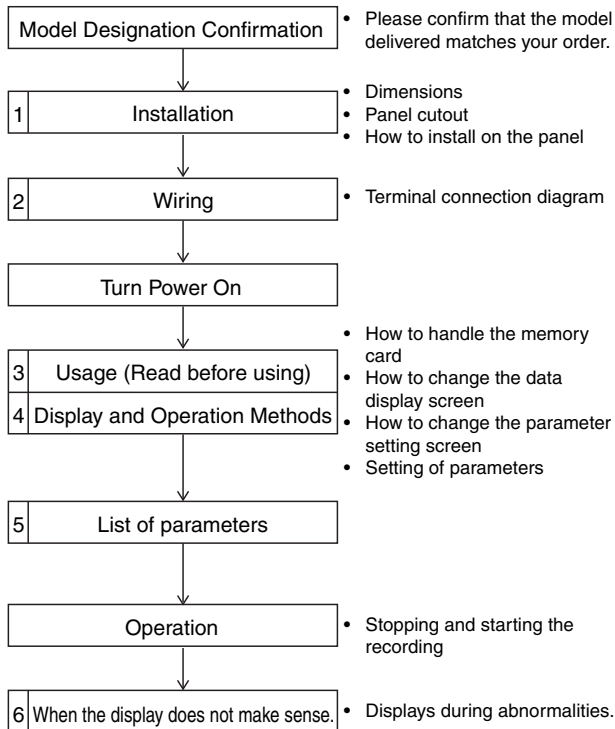 Model Designation Confirmation
• Please confirm that the model
delivered matches your order.
1 Installation
• Dimensions
• Panel cutout
• How to install on the panel
2 Wiring
• Terminal connection diagram
Turn Power On
3 Usage (Read before using)
4 Display and Operation Methods
• How to handle the memory
card
• How to change the data
display screen
• How to change the parameter
setting screen
• Setting of parameters
5 List of parameters
Operation
• Stopping and starting the
recording
6 When the display does not make sense.
• Displays during abnormalities.